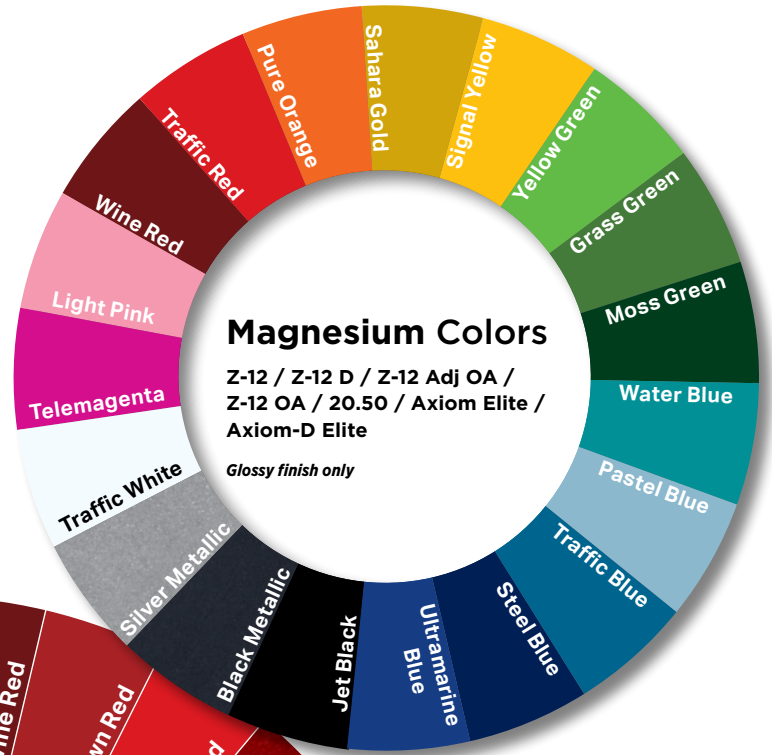 Sahara Gold
Signal Yellow
Yellow Green
Grass Green
Moss Green
Water Blue
Pastel Blue
Traffic Blue
Steel Blue
Ultramarine
Blue
Jet Black
Black Metallic
Silver Metallic
Traffic White
Telemagenta
Light Pink
Wine Red
Traffic Red
Pure Orange
Magnesium Colors
Z-12 / Z-12 D / Z-12 Adj OA /
Z-12 OA / 20.50 / Axiom Elite /
Axiom-D Elite
Glossy finish only
Red
Red